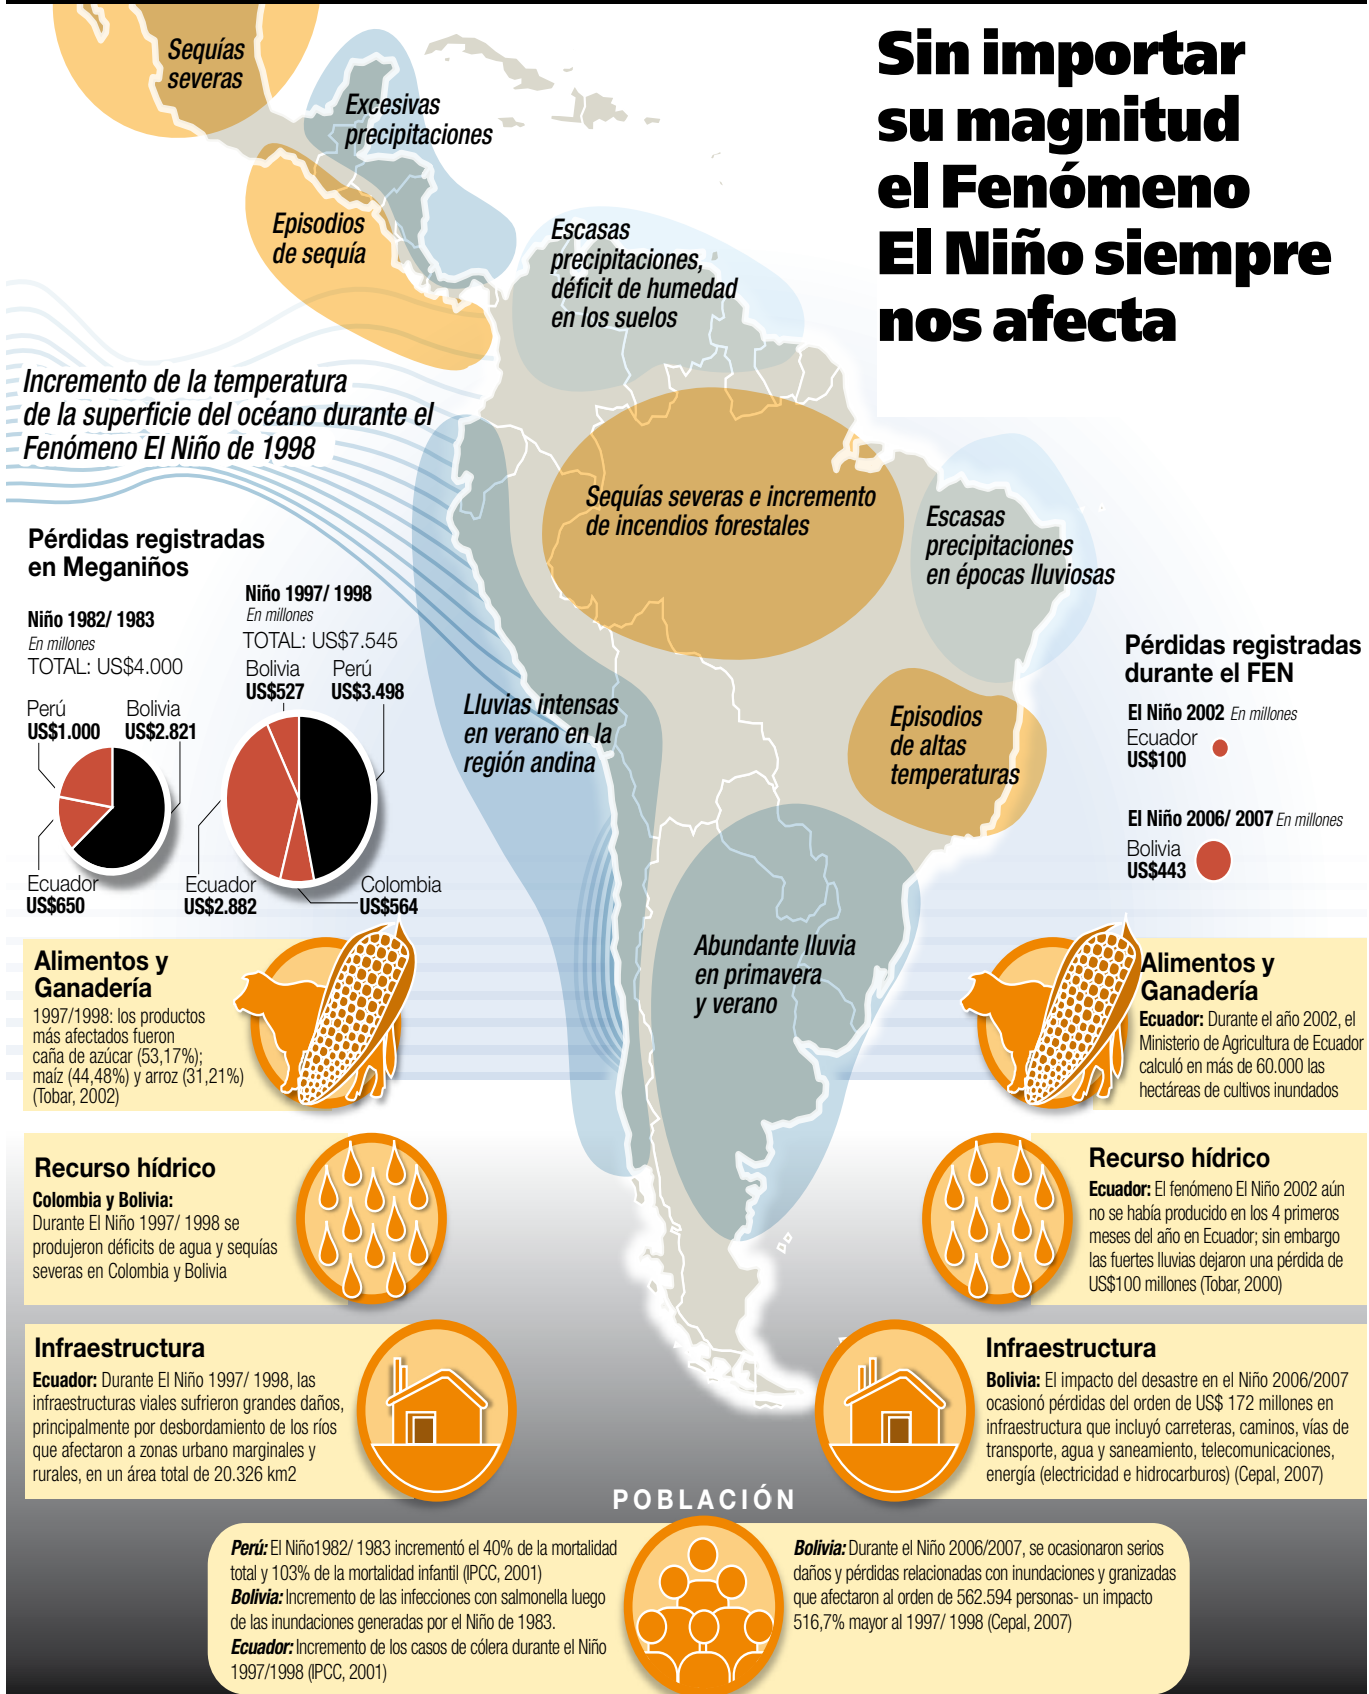 Sin importar
su magnitud
el Fenómeno
El Niño siempre
nos afecta
Sequías
severas
Excesivas
precipitaciones
Episodios
de sequía
Escasas
precipitaciones,
déficit de humedad
en los suelos
Incremento de la temperatura
de la superficie del océano durante el
Fenómeno El Niño de 1998
Sequías severas e incremento
de incendios forestales
Escasas
precipitaciones
en épocas lluviosas
Lluvias intensas
en verano en la
región andina
Episodios
de altas
temperaturas
Abundante lluvia
en primavera
y verano
Pérdidas registradas
en Meganiños
Niño 1982/ 1983
En millones
TOTAL: US$4.000
Perú
US$1.000
Bolivia
US$2.821
Ecuador
US$650
Niño 1997/ 1998
En millones
TOTAL: US$7.545
Bolivia
US$527
Perú
US$3.498
Ecuador
US$2.882
Colombia
US$564
Pérdidas registradas
durante el FEN
El Niño 2002 En millones
Ecuador
US$100
El Niño 2006/ 2007 En millones
Bolivia
US$443
Alimentos y
Ganadería
1997/1998: los productos
más afectados fueron
caña de azúcar (53,17%);
maíz (44,48%) y arroz (31,21%)
(Tobar, 2002)
Alimentos y
Ganadería
Ecuador: Durante el año 2002, el
Ministerio de Agricultura de Ecuador
calculó en más de 60.000 las
hectáreas de cultivos inundados
Recurso hídrico
Colombia y Bolivia:
Durante El Niño 1997/ 1998 se
produjeron déficits de agua y sequías
severas en Colombia y Bolivia
Recurso hídrico
Ecuador: El fenómeno El Niño 2002 aún
no se había producido en los 4 primeros
meses del año en Ecuador; sin embargo
las fuertes lluvias dejaron una pérdida de
US$100 millones (Tobar, 2000)
Infraestructura
Ecuador: Durante El Niño 1997/ 1998, las
infraestructuras viales sufrieron grandes daños,
principalmente por desbordamiento de los ríos
que afectaron a zonas urbano marginales y
rurales, en un área total de 20.326 km2
Infraestructura
Bolivia: El impacto del desastre en el Niño 2006/2007
ocasionó pérdidas del orden de US$ 172 millones en
infraestructura que incluyó carreteras, caminos, vías de
transporte, agua y saneamiento, telecomunicaciones,
energía (electricidad e hidrocarburos) (Cepal, 2007)
POBLACIÓN
Perú: El Niño1982/ 1983 incrementó el 40% de la mortalidad
total y 103% de la mortalidad infantil (IPCC, 2001)
Bolivia: Incremento de las infecciones con salmonella luego
de las inundaciones generadas por el Niño de 1983.
Ecuador: Incremento de los casos de cólera durante el Niño
1997/1998 (IPCC, 2001)
Bolivia: Durante el Niño 2006/2007, se ocasionaron serios
daños y pérdidas relacionadas con inundaciones y granizadas
que afectaron al orden de 562.594 personas- un impacto
516,7% mayor al 1997/ 1998 (Cepal, 2007)